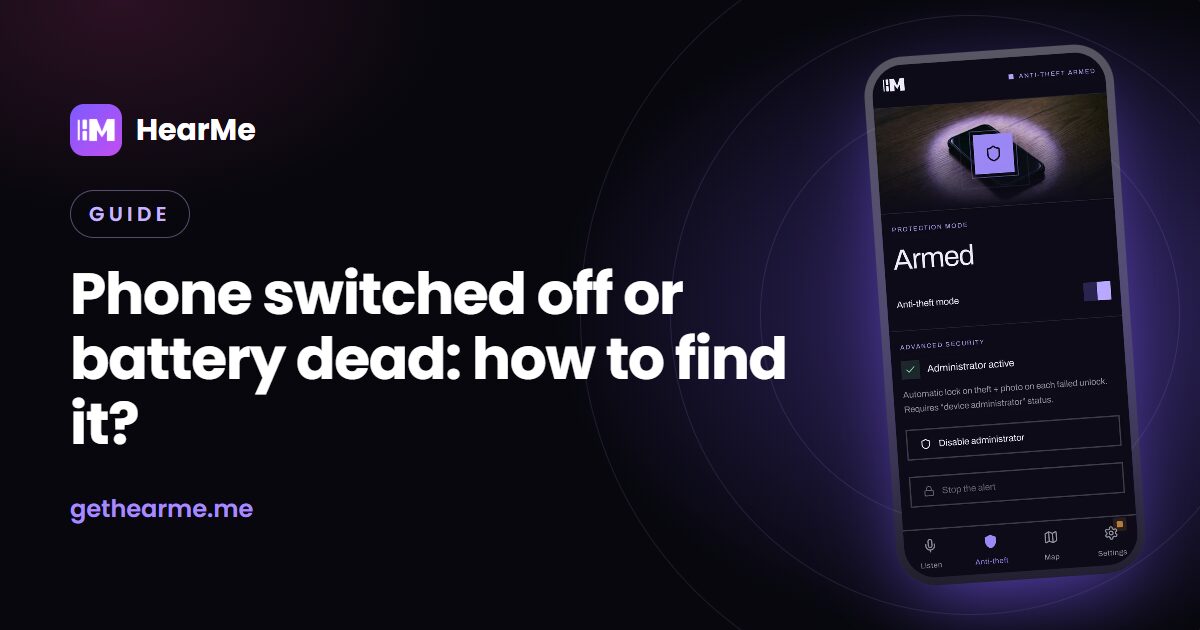 HearMe
GUIDE
Phone switched off or
battery dead: how to find
it?
gethearme.me
HM
ANTI-THEFT ARMED
PROTECTION MODE
Armed
Anti-theft mode
ADVANCED SECURITY
Administrator active
Automatic lock on theft + photo on each failed unlock.
Requires "device administrator" status.
Disable administrator
Stop the alert
Listen
Anti-theft
Map
Settings